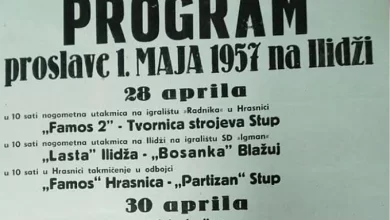 PROGRAM
proslave 1. MAJA 1957 na Ilidži
28 aprila
u 10 sati nogometna utakmica na igralištu »Radnika« u Hrasnici
„Famos 2" - Tvornica strojeva Stup
u 10 sati nogometna utakmica na Ilidži na igralištu SD »Igman«
„Lasta" Ilidža - „Bosanka" Blažuj
u 10 sati u Hrasnici takmičenje u odbojci
„Famos" Hrasnica - „Partizan" Stup
30 aprila